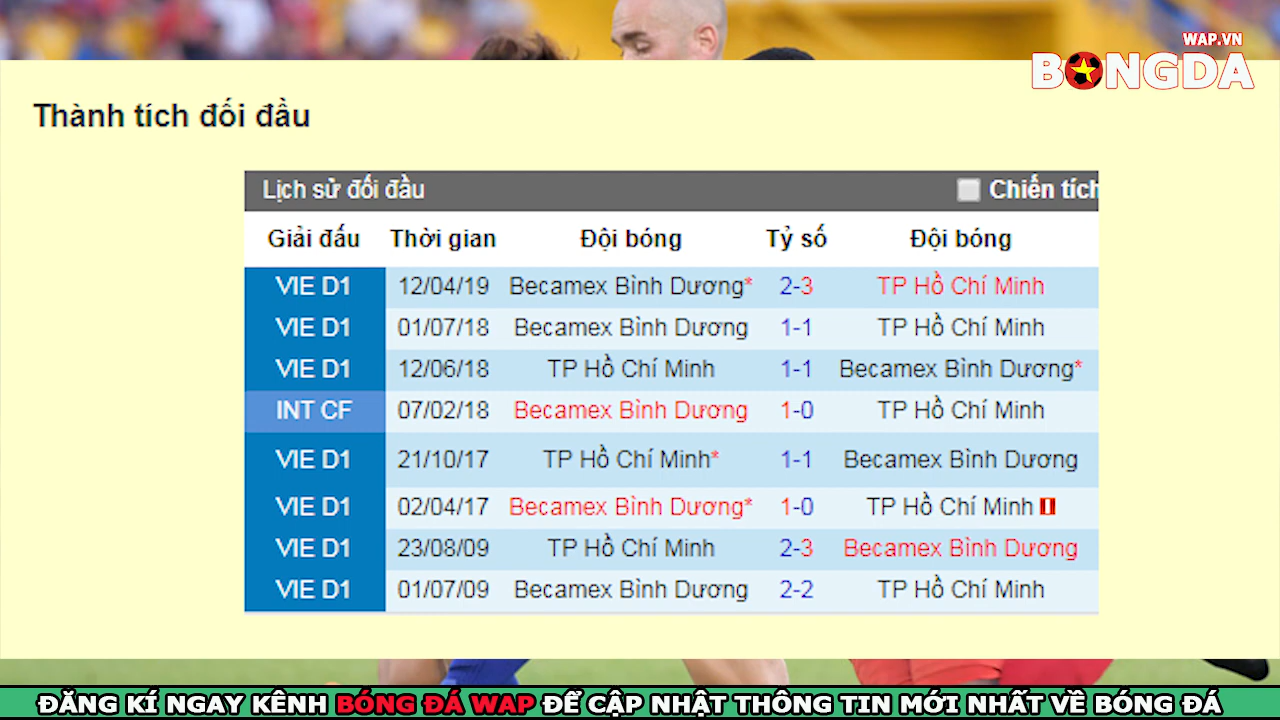 WAP.VN
BONGDA
Thành tích đối đầu
Lịch sử đối đầu Chiến tích
Giải đấu Thời gian Đội bóng Tỷ số Đội bóng
VIE D1 12/04/19 Becamex Bình Dương* 2-3 TP Hồ Chí Minh
VIE D1 01/07/18 Becamex Bình Dương 1-1 TP Hồ Chí Minh
VIE D1 12/06/18 TP Hồ Chí Minh 1-1 Becamex Bình Dương*
INT CF 07/02/18 Becamex Bình Dương 1-0 TP Hồ Chí Minh
VIE D1 21/10/17 TP Hồ Chí Minh* 1-1 Becamex Bình Dương
VIE D1 02/04/17 Becamex Bình Dương* 1-0 TP Hồ Chí Minh
VIE D1 23/08/09 TP Hồ Chí Minh 2-3 Becamex Bình Dương
VIE D1 01/07/09 Becamex Bình Dương 2-2 TP Hồ Chí Minh
ĐĂNG KÍ NGAY KÊNH BÓNG ĐÁ WAP ĐỂ CẬP NHẬT THÔNG TIN MỚI NHẤT VỀ BÓNG ĐÁ